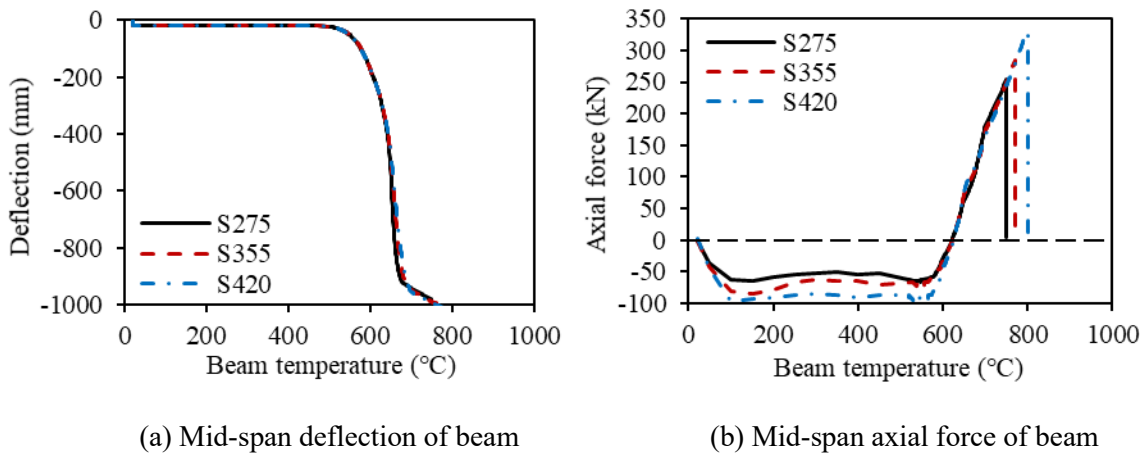 0
-200
-400
-600
-800
-1000
Deflection (mm)
S275
S355
S420
0 200 400 600 800 1000
Beam temperature (°C)
(a) Mid-span deflection of beam
350
300
250
200
150
100
50
0
-50
-100
Axial force (kN)
S275
S355
S420
0 200 400 600 800 1000
Beam temperature (°C)
(b) Mid-span axial force of beam